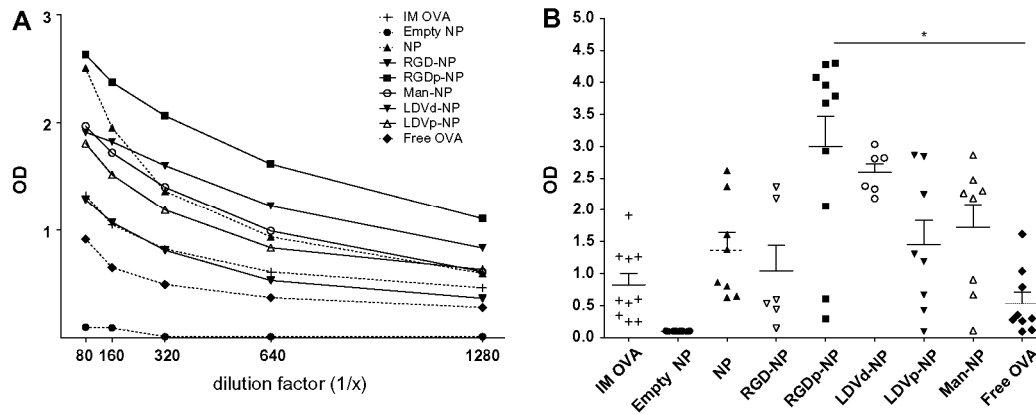 A
3
2
1
OD
80 160 320 640 1280
dilution factor (1/x)
IM OVA
Empty NP
NP
RGD-NP
RGDp-NP
Man-NP
LDVd-NP
LDVp-NP
Free OVA
B
5.0
4.5
4.0
3.5
3.0
2.5
2.0
1.5
1.0
0.5
0.0
OD
*
IM OVA
Empty NP
NP
RGD-NP
RGDp-NP
LDVd-NP
LDVp-NP
Man-NP
Free OVA